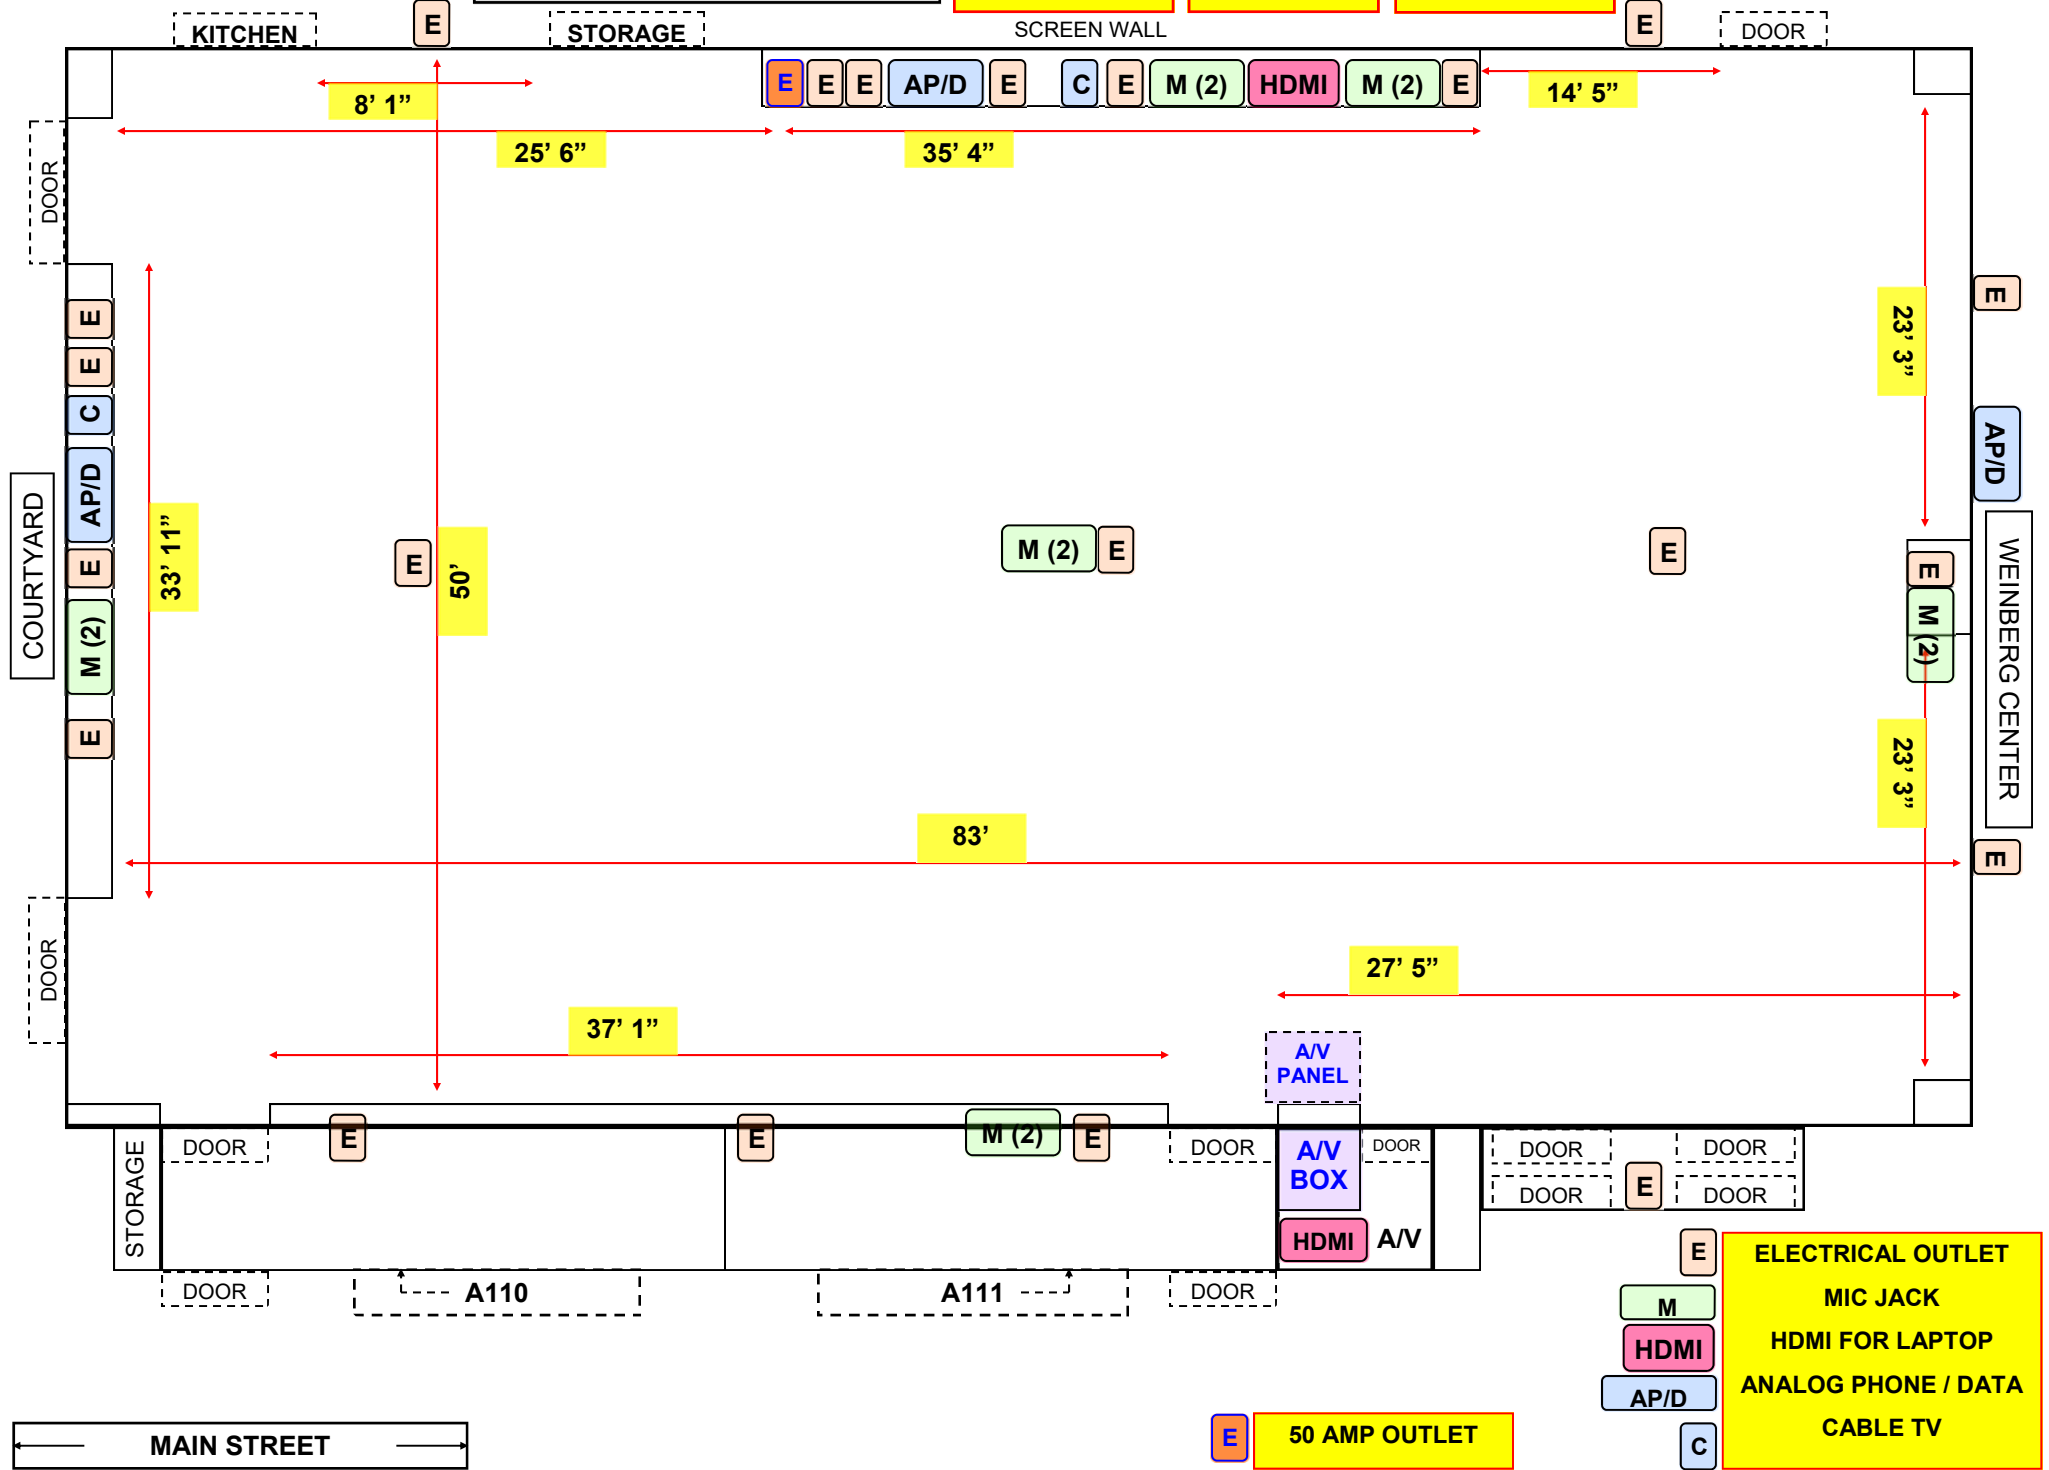 KITCHEN
E
STORAGE
SCREEN WALL
E
DOOR
E
E
E
AP/D
E
C
E
M (2)
HDMI
M (2)
E
8’ 1”
14’ 5”
25’ 6”
35’ 4”
DOOR
E
E
C
AP/D
E
M (2)
E
COURTYARD
33’ 11”
E
50’
M (2)
E
E
23’ 3”
E
AP/D
E
M (2)
WEINBERG CENTER
23’ 3”
E
83’
DOOR
27’ 5”
37’ 1”
A/V
PANEL
STORAGE
DOOR
E
E
M (2)
E
DOOR
A/V
BOX
DOOR
DOOR
DOOR
E
DOOR
DOOR
HDMI
A/V
DOOR
A110
A111
DOOR
E
ELECTRICAL OUTLET
M
MIC JACK
HDMI
HDMI FOR LAPTOP
AP/D
ANALOG PHONE / DATA
C
CABLE TV
MAIN STREET
E
50 AMP OUTLET